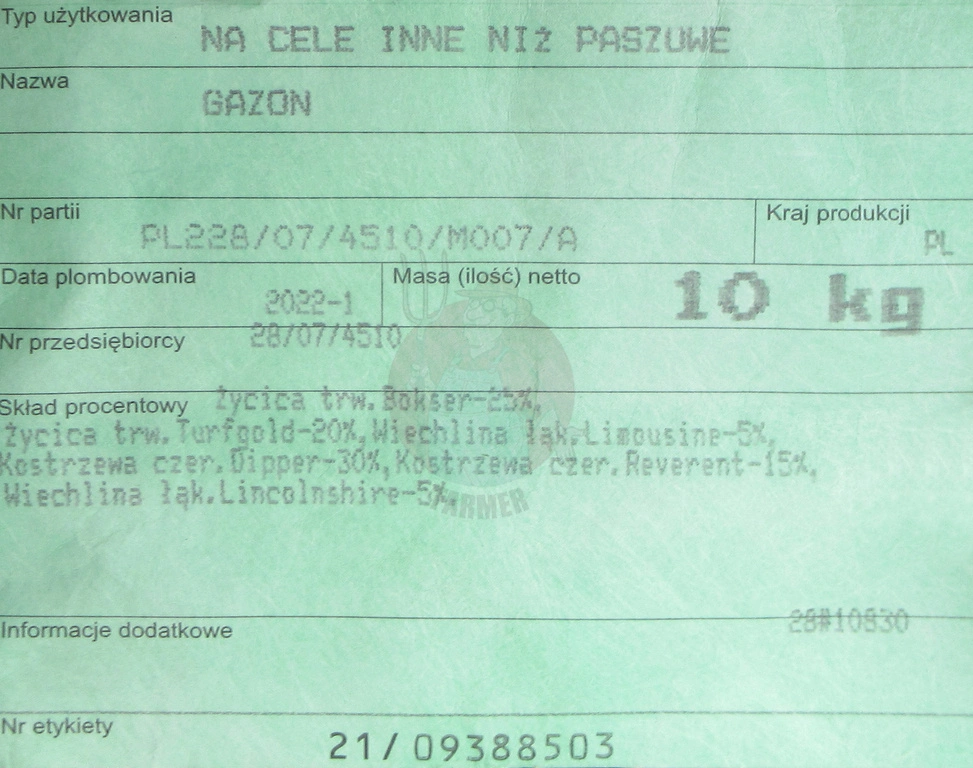 Typ użytkowania
NA CELE INNE NIŻ PASZOWE
Nazwa
GAZON
Nr partii
PL228/07/4510/M007/A
Kraj produkcji
PL
Data plombowania
2022-1
Masa (ilość) netto
10 kg
Nr przedsiębiorcy
28/07/4510
Skład procentowy
Życica trw.Bokser-25%,
Życica trw.Turfgold-20%,Wiechlina łąk.Limousine-5%,
Kostrzewa czer.Dipper-30%,Kostrzewa czer.Reverent-15%,
Wiechlina łąk.Lincolnshire-5%,
FARMER
Informacje dodatkowe
28#10830
Nr etykiety
21/09388503